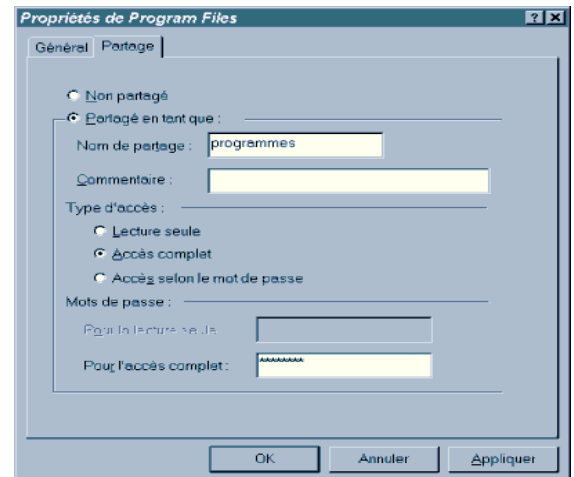 Propriétés de Program Files
Général Partage
Non partagé
Partagé en tant que :
Nom de partage : programmes
Commentaire :
Type d'accès :
Lecture seule
Accès complet
Accès selon le mot de passe
Mots de passe :
Pour la lecture seule
Pour l'accès complet : ********
OK Annuler Appliquer